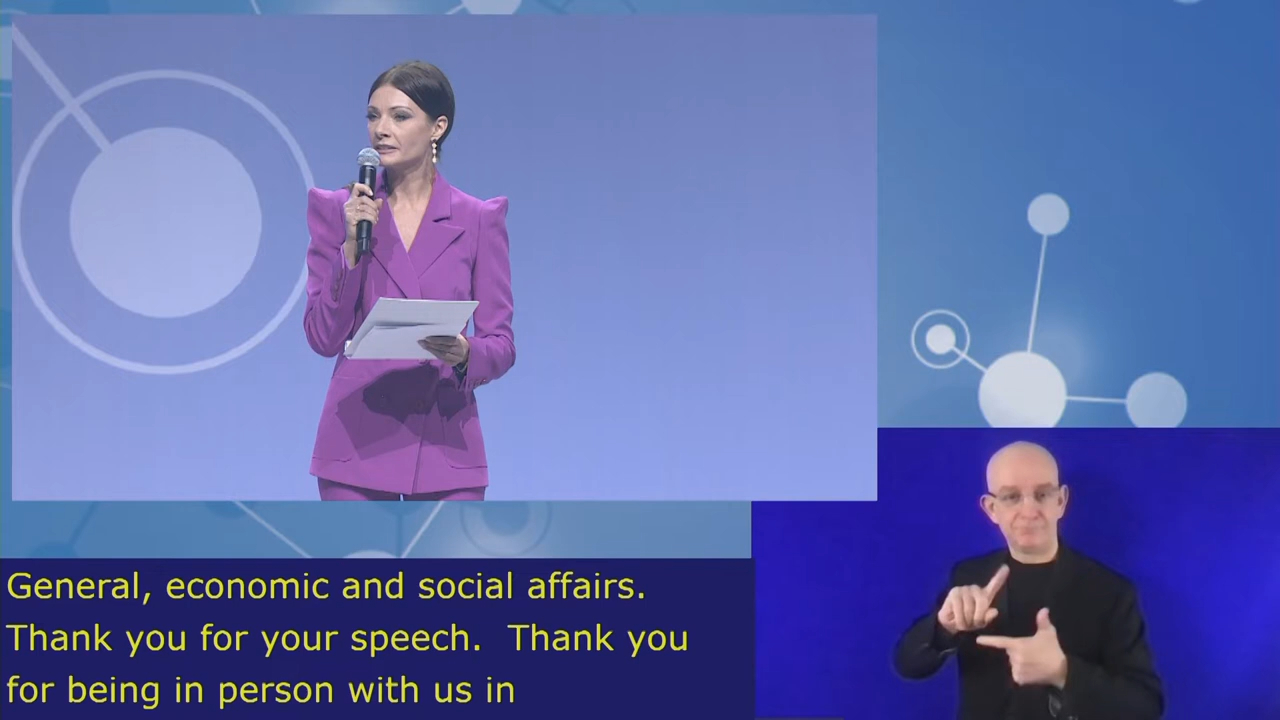 General, economic and social affairs.
Thank you for your speech.  Thank you
for being in person with us in